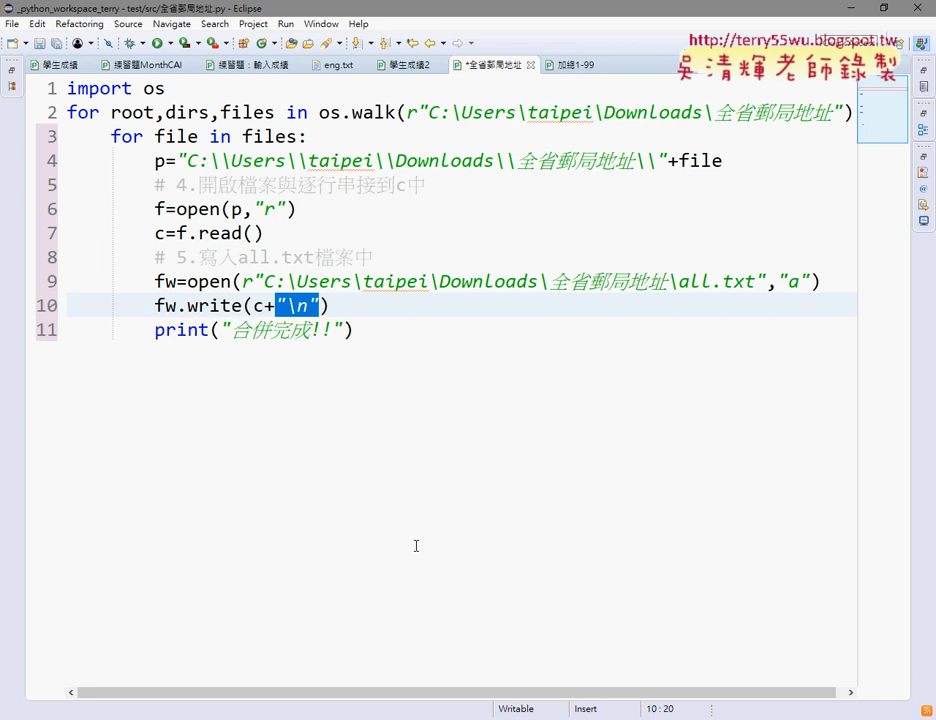 _python_workspace_terry - test/src/全省郵局地址.py - Eclipse
File Edit Refactoring Source Navigate Search Project Run Window Help
http://terry55wu.blogspot.tw
吳清輝老師錄製
學生成績 練習題MonthCAl 練習題：輸入成績 eng.txt 學生成績2 *全省郵局地址 加總1-99
1 import os
2 for root,dirs,files in os.walk(r"C:\Users\taipei\Downloads\全省郵局地址")
3     for file in files:
4         p="C:\\Users\\taipei\\Downloads\\全省郵局地址\\"+file
5         # 4.開啟檔案與逐行串接到c中
6         f=open(p,"r")
7         c=f.read()
8         # 5.寫入all.txt檔案中
9         fw=open(r"C:\Users\taipei\Downloads\全省郵局地址\all.txt","a")
10         fw.write(c+"\n")
11         print("合併完成!!")
Writable Insert 10 : 20